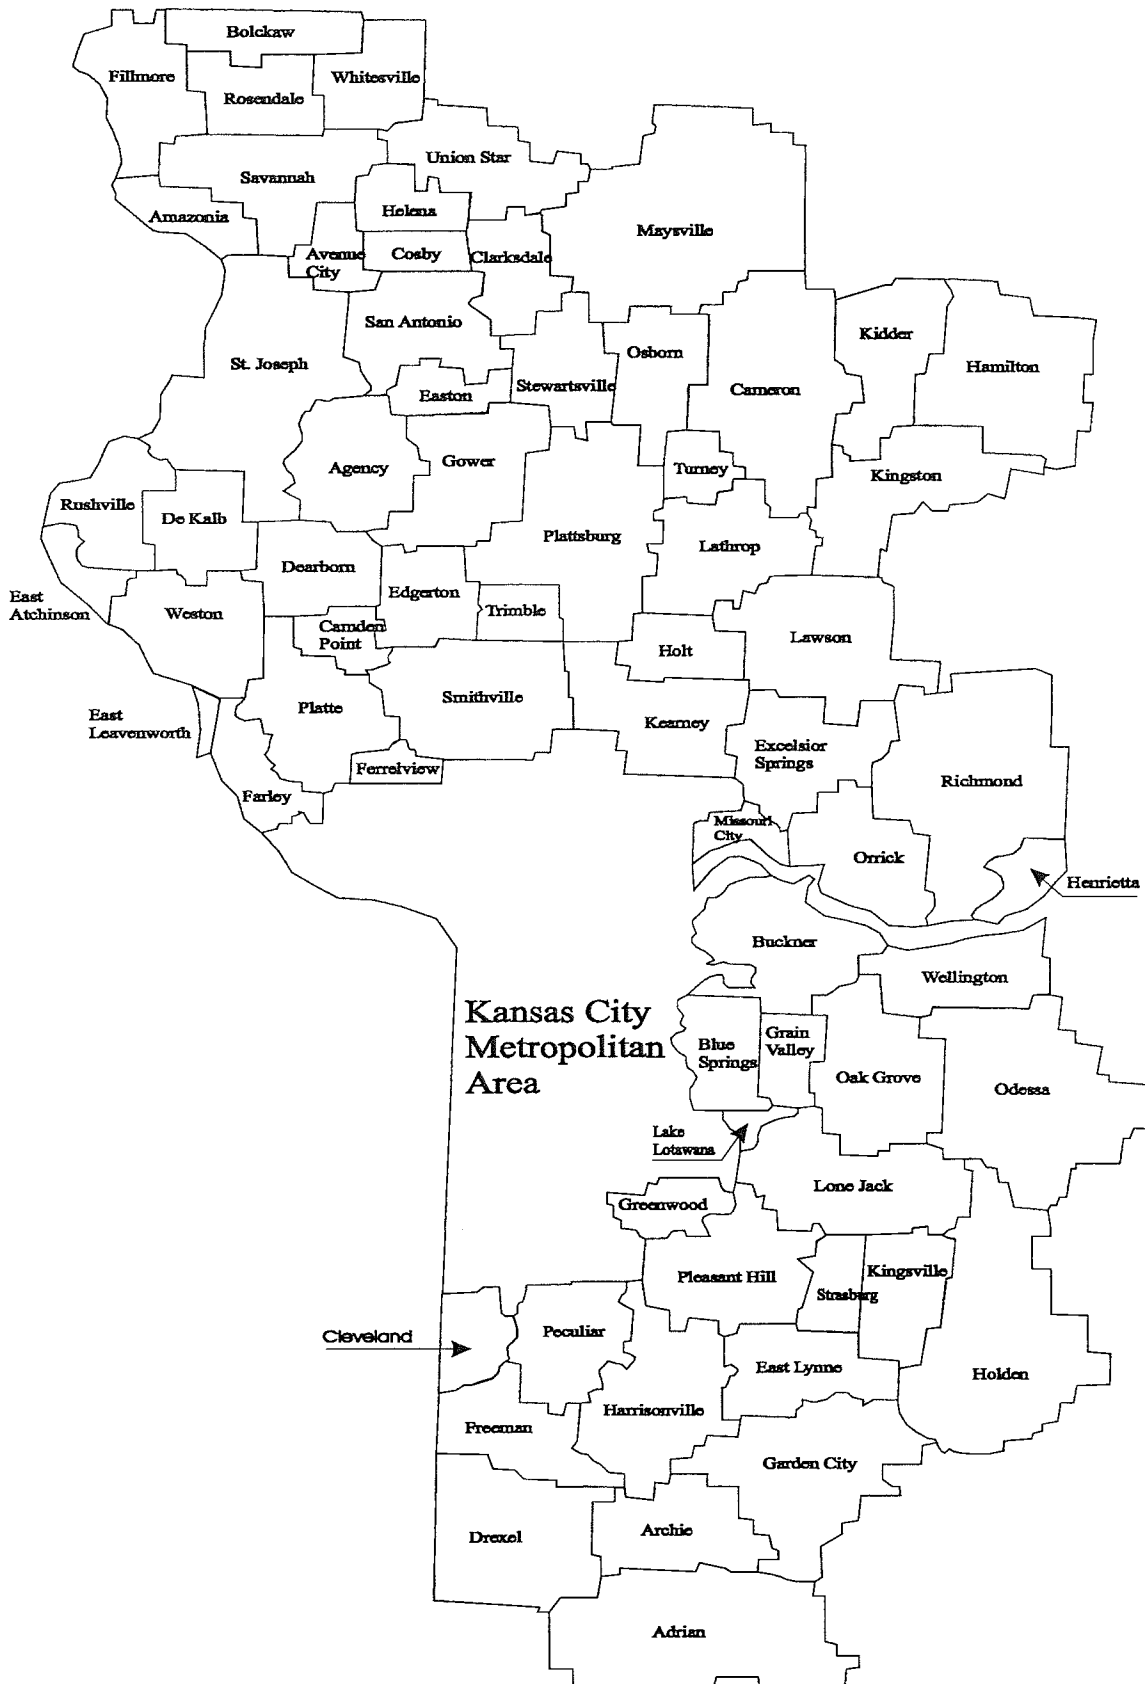 Bolckaw
Fillmore
Whitesville
Rosendale
Union Star
Savannah
Helena
Amazonia
Maysville
Avenue
City
Cosby
Clarksdale
San Antonio
Kidder
Osborn
St. Joseph
Hamilton
Stewartsville
Cameron
Easton
Gower
Agency
Turney
Kingston
Rushville
De Kalb
Plattsburg
Lathrop
Dearborn
Edgerton
East
Atchinson
Weston
Trimble
Camden
Point
Lawson
Holt
Smithville
Platte
East
Leavenworth
Kearney
Excelsior
Springs
Ferrelview
Richmond
Farley
Missouri
City
Orrick
Henrietta
Buckner
Wellington
Kansas City
Metropolitan
Area
Blue
Springs
Grain
Valley
Oak Grove
Odessa
Lake
Lotawana
Lone Jack
Greenwood
Pleasant Hill
Kingsville
Strasburg
Cleveland
Peculiar
East Lynne
Holden
Harrisonville
Freeman
Garden City
Drexel
Archie
Adrian